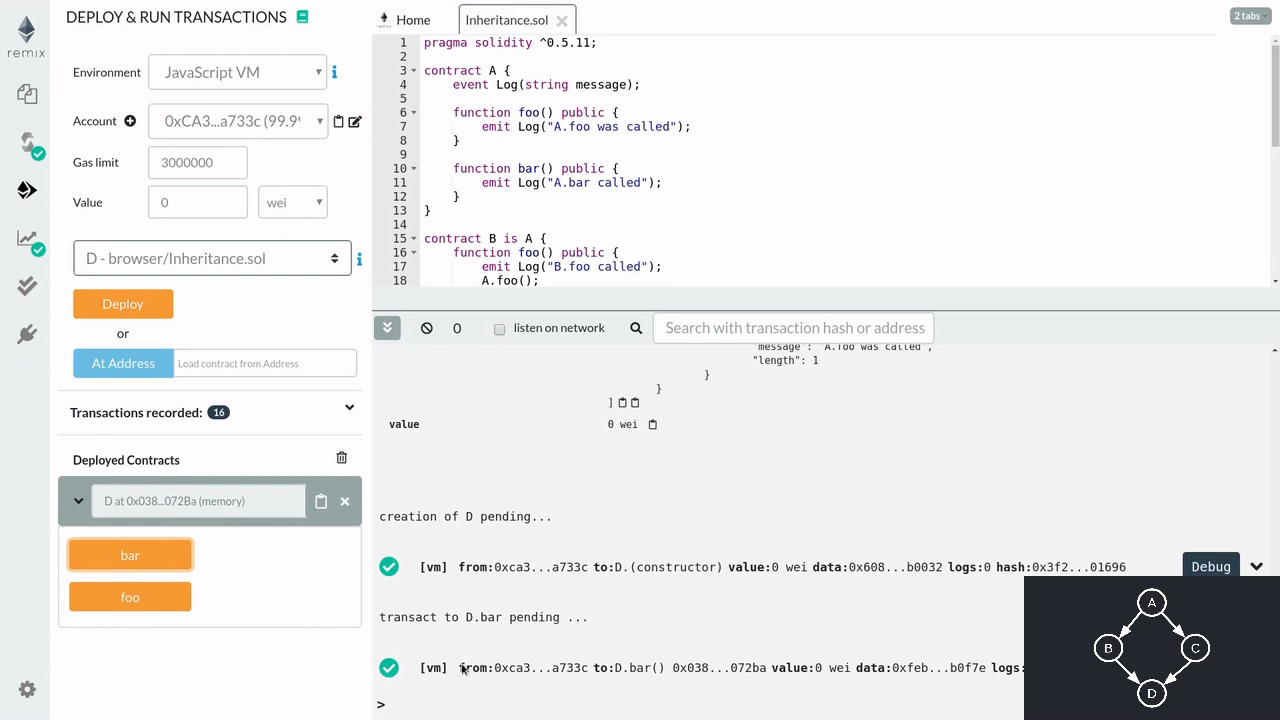 remix
DEPLOY & RUN TRANSACTIONS
Environment
JavaScript VM
Account
0xCA3...a733c (99.9
Gas limit
3000000
Value
0
wei
D - browser/Inheritance.sol
Deploy
or
At Address
Load contract from Address
Transactions recorded: 16
Deployed Contracts
D at 0x038...072Ba (memory)
bar
foo
Home
Inheritance.sol
2 tabs
1 pragma solidity ^0.5.11;
2
3 contract A {
4 event Log(string message);
5
6 function foo() public {
7 emit Log("A.foo was called");
8 }
9
10 function bar() public {
11 emit Log("A.bar called");
12 }
13 }
14
15 contract B is A {
16 function foo() public {
17 emit Log("B.foo called");
18 A.foo();
0
listen on network
Search with transaction hash or address
"message": "A.foo was called",
"length": 1
}
}
]
value 0 wei
creation of D pending...
[vm] from:0xca3...a733c to:D.(constructor) value:0 wei data:0x608...b0032 logs:0 hash:0x3f2...01696
Debug
transact to D.bar pending ...
[vm] from:0xca3...a733c to:D.bar() 0x038...072ba value:0 wei data:0xfeb...b0f7e logs:
>
A
B
C
D